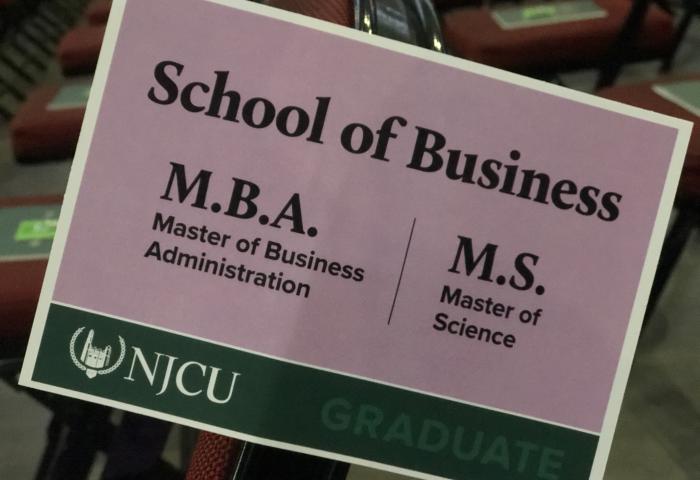 School of Business
M.B.A.
Master of Business
Administration
M.S.
Master of
Science
NJCU
GRADUATE